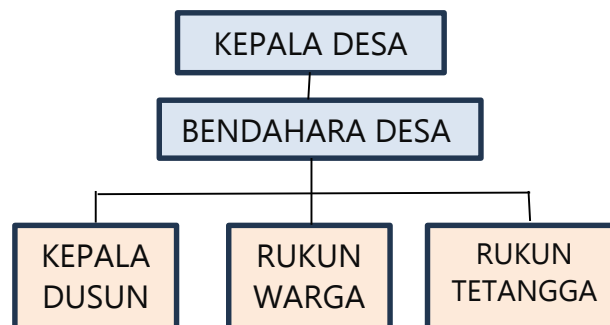 KEPALA DESA
BENDAHARA DESA
KEPALA
DUSUN
RUKUN
WARGA
RUKUN
TETANGGA